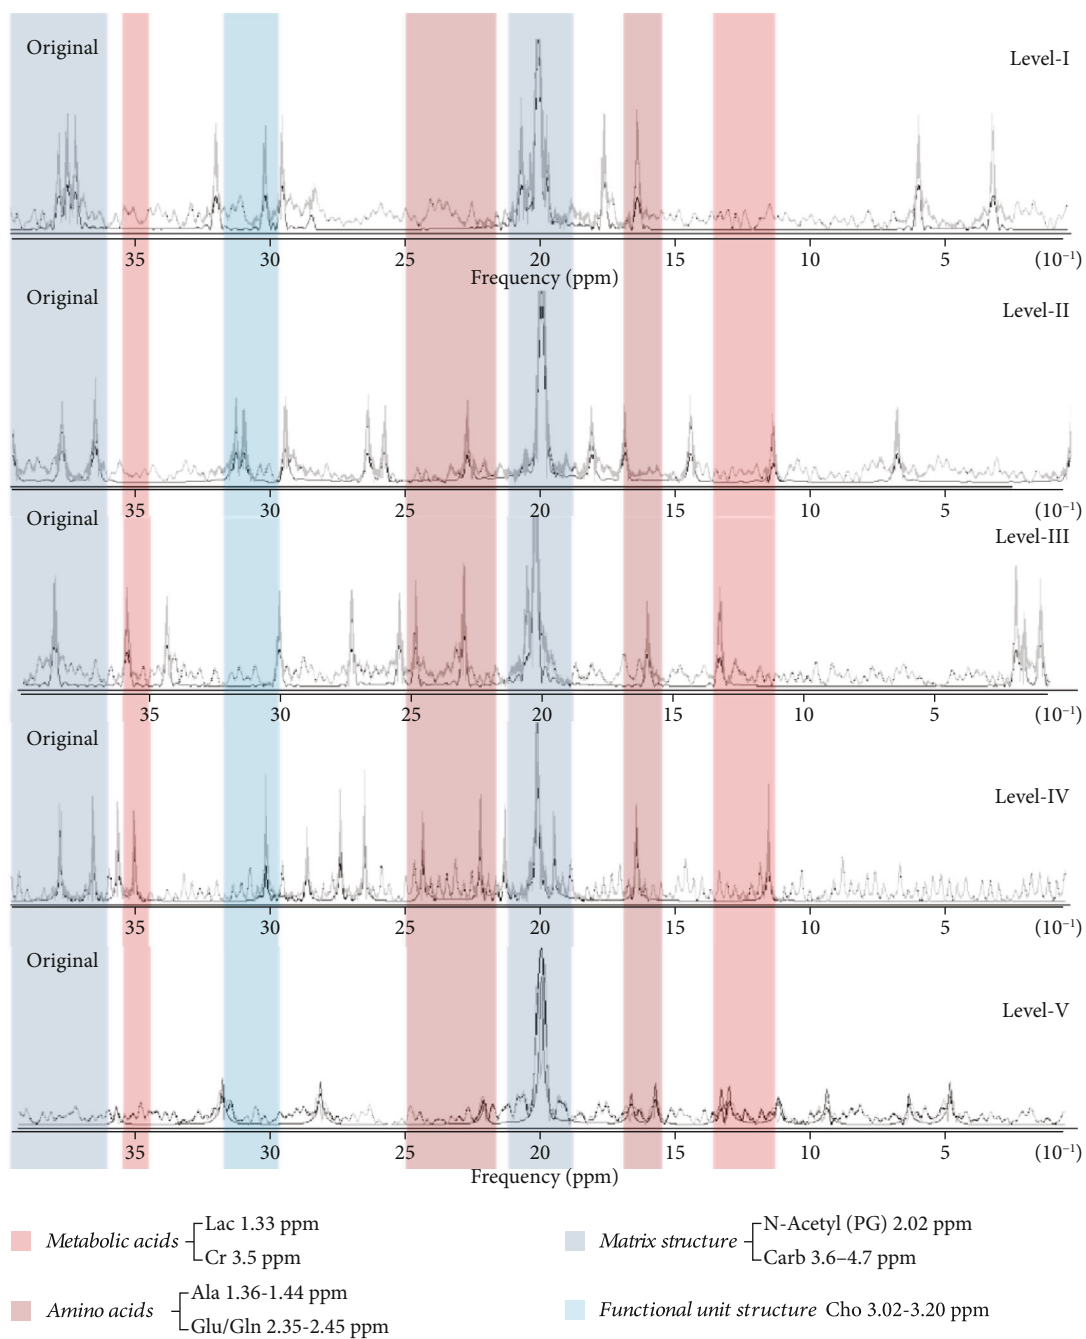 Original
Level-I
35 30 25 20 15 10 5 (10⁻¹)
Frequency (ppm)
Original
Level-II
35 30 25 20 15 10 5 (10⁻¹)
Original
Level-III
35 30 25 20 15 10 5 (10⁻¹)
Original
Level-IV
35 30 25 20 15 10 5 (10⁻¹)
Original
Level-V
35 30 25 20 15 10 5 (10⁻¹)
Frequency (ppm)
Metabolic acids
Lac 1.33 ppm
Cr 3.5 ppm
Amino acids
Ala 1.36-1.44 ppm
Glu/Gln 2.35-2.45 ppm
Matrix structure
N-Acetyl (PG) 2.02 ppm
Carb 3.6–4.7 ppm
Functional unit structure Cho 3.02-3.20 ppm